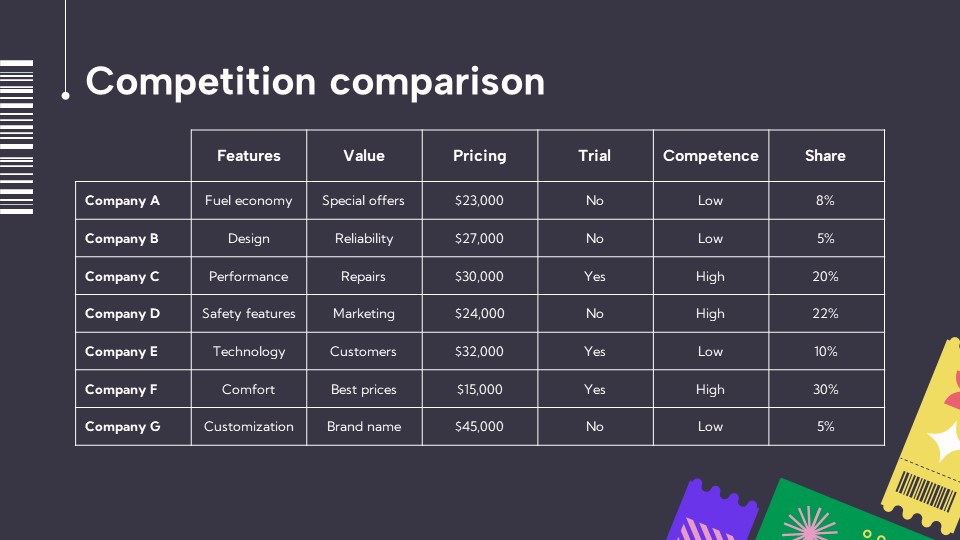 Competition comparison
Features Value Pricing Trial Competence Share
Company A Fuel economy Special offers $23,000 No Low 8%
Company B Design Reliability $27,000 No Low 5%
Company C Performance Repairs $30,000 Yes High 20%
Company D Safety features Marketing $24,000 No High 22%
Company E Technology Customers $32,000 Yes Low 10%
Company F Comfort Best prices $15,000 Yes High 30%
Company G Customization Brand name $45,000 No Low 5%